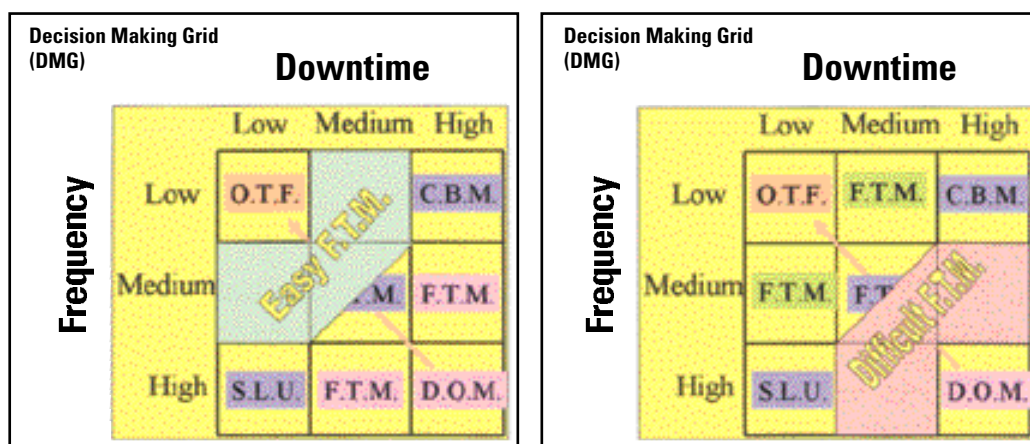 Decision Making Grid
(DMG)
Downtime
Low Medium High
Frequency
Low O.T.F. C.B.M.
Easy F.T.M.
Medium F.T.M.
High S.L.U. F.T.M. D.O.M.
Decision Making Grid
(DMG)
Downtime
Low Medium High
Frequency
Low O.T.F. F.T.M. C.B.M.
Medium F.T.M.
Difficult F.T.M.
High S.L.U. D.O.M.